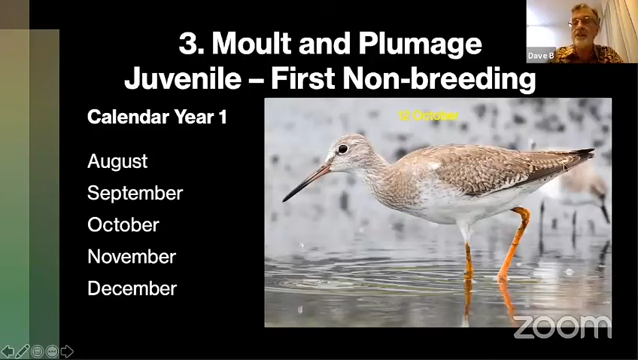 3. Moult and Plumage
Juvenile – First Non-breeding
Calendar Year 1
August
September
October
November
December
12 October
Dave B
zoom